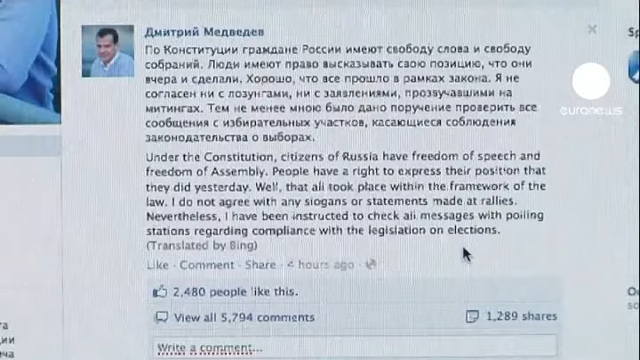 Дмитрий Медведев
По Конституции граждане России имеют свободу слова и свободу
собраний. Люди имеют право высказывать свою позицию, что они
вчера и сделали. Хорошо, что все прошло в рамках закона. Я не
согласен ни с лозунгами, ни с заявлениями, прозвучавшими на
митингах. Тем не менее мною было дано поручение проверить все
сообщения с избирательных участков, касающиеся соблюдения
законодательства о выборах.
Under the Constitution, citizens of Russia have freedom of speech and
freedom of Assembly. People have a right to express their position that
they did yesterday. Well, that all took place within the framework of the
law. I do not agree with any slogans or statements made at rallies.
Nevertheless, I have been instructed to check all messages with polling
stations regarding compliance with the legislation on elections.
(Translated by Bing)
Like · Comment · Share · 4 hours ago ·
2,480 people like this.
View all 5,794 comments
1,289 shares
Write a comment...
euronews